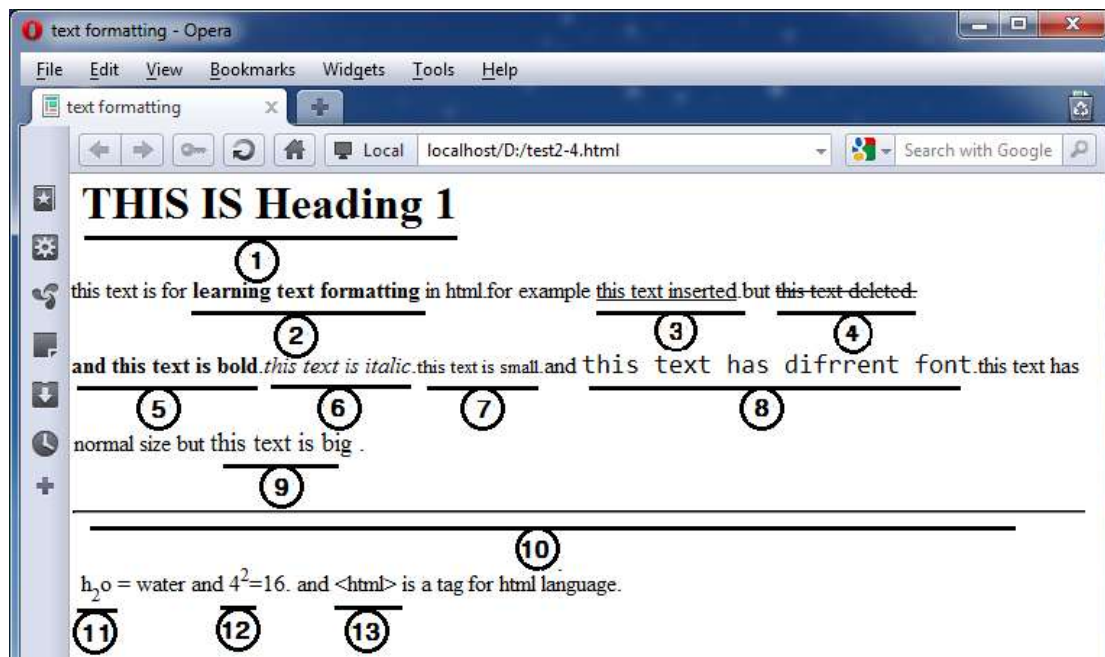 text formatting - Opera
File Edit View Bookmarks Widgets Tools Help
text formatting
Local localhost/D:/test2-4.html Search with Google
THIS IS Heading 1
1
this text is for learning text formatting in html.for example this text inserted.but this text deleted.
2 3 4
and this text is bold.this text is italic.this text is small.and this text has difrrent font.this text has
5 6 7 8
normal size but this text is big .
9
10
h₂o = water and 4²=16. and <html> is a tag for html language.
11 12 13